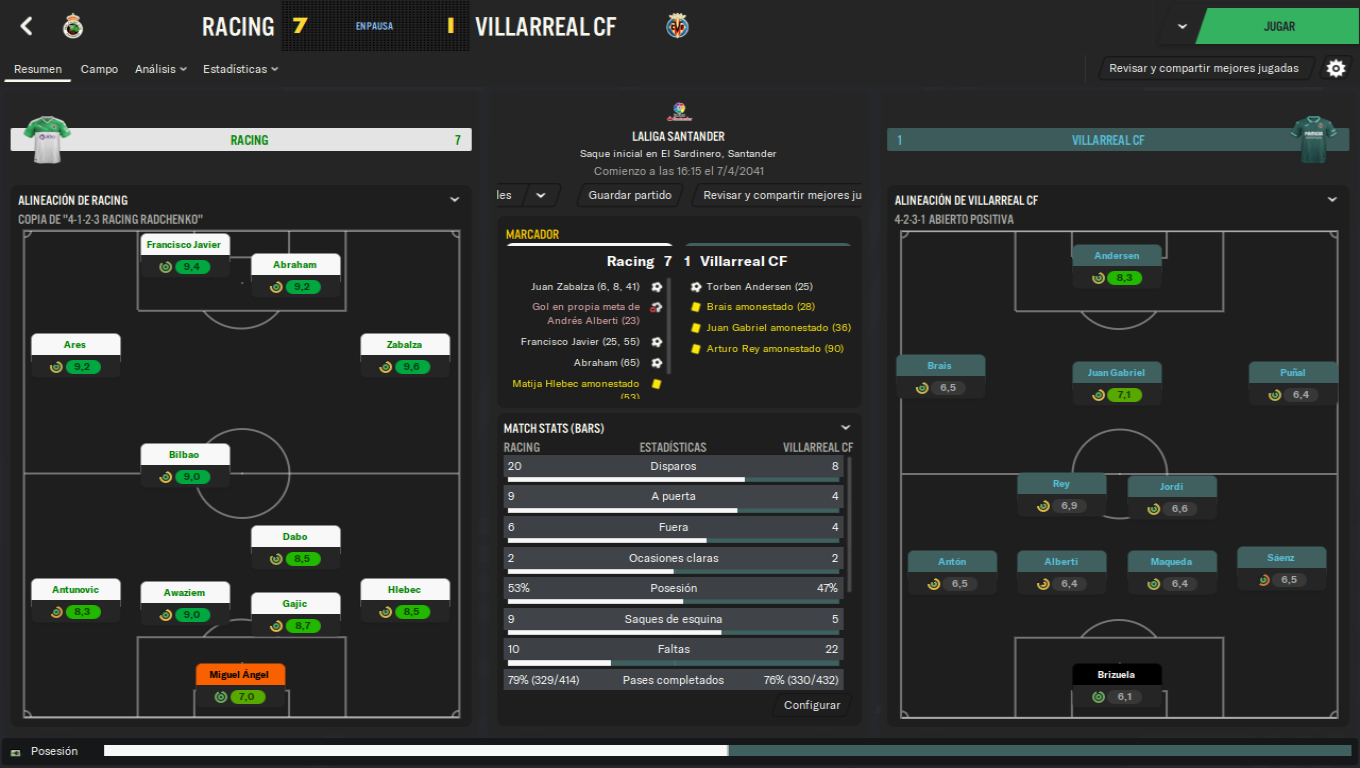 RACING 7 EN PAUSA 1 VILLARREAL CF
JUGAR
Resumen Campo Análisis Estadísticas
Revisar y compartir mejores jugadas
RACING 7
ALINEACIÓN DE RACING
COPIA DE "4-1-2-3 RACING RADCHENKO"
Francisco Javier
9,4
Abraham
9,2
Ares
9,2
Zabalza
9,6
Bilbao
9,0
Dabo
8,5
Antunovic
8,3
Awaziem
9,0
Gajic
8,7
Hlebec
8,5
Miguel Ángel
7,0
LALIGA SANTANDER
Saque inicial en El Sardinero, Santander
Comienzo a las 16:15 el 7/4/2041
les
Guardar partido
Revisar y compartir mejores ju
MARCADOR
Racing 7 1 Villarreal CF
Juan Zabalza (6, 8, 41)
Gol en propia meta de
Andrés Alberti (23)
Francisco Javier (25, 55)
Abraham (65)
Matija Hlebec amonestado
(53)
Torben Andersen (25)
Brais amonestado (28)
Juan Gabriel amonestado (36)
Arturo Rey amonestado (90)
MATCH STATS (BARS)
RACING ESTADÍSTICAS VILLARREAL CF
20 Disparos 8
9 A puerta 4
6 Fuera 4
2 Ocasiones claras 2
53% Posesión 47%
9 Saques de esquina 5
10 Faltas 22
79% (329/414) Pases completados 76% (330/432)
Configurar
1 VILLARREAL CF
ALINEACIÓN DE VILLARREAL CF
4-2-3-1 ABIERTO POSITIVA
Andersen
8,3
Brais
6,5
Juan Gabriel
7,1
Puñal
6,4
Rey
6,9
Jordi
6,6
Antón
6,5
Alberti
6,4
Maqueda
6,4
Sáenz
6,5
Brizuela
6,1
Posesión